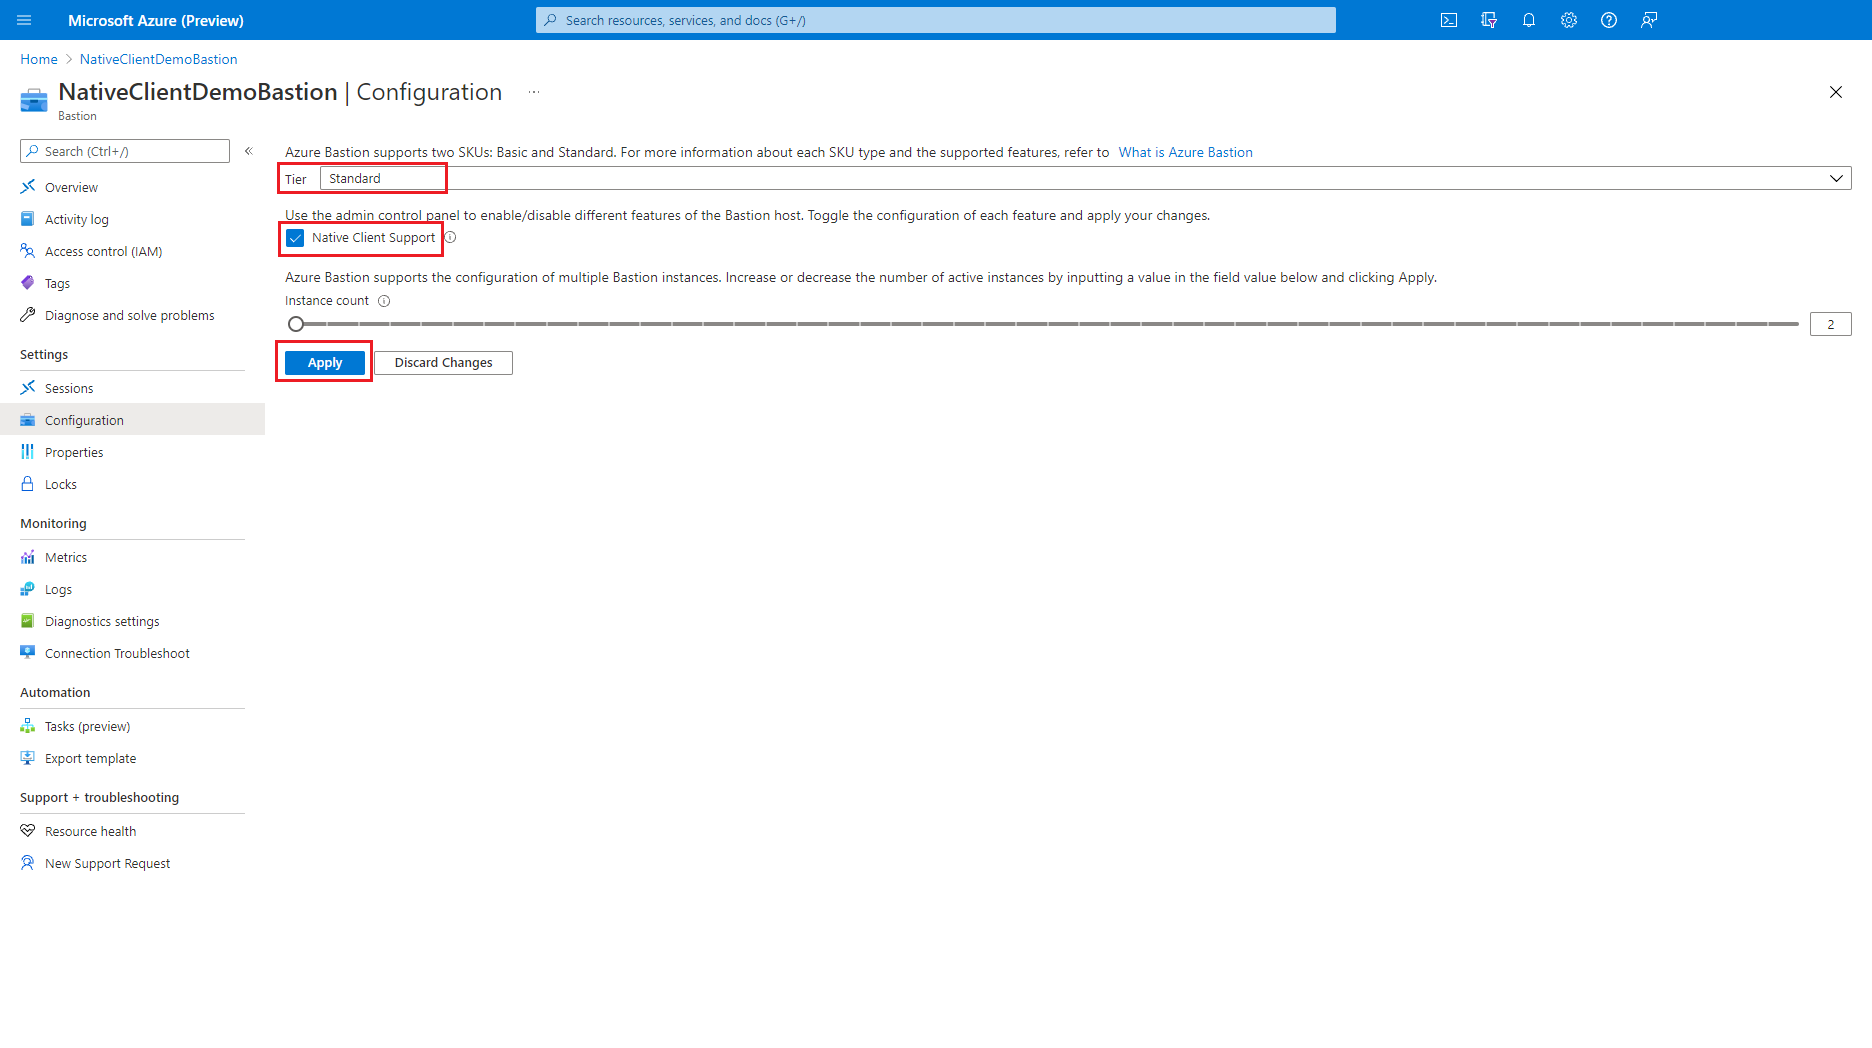 Microsoft Azure (Preview)
Search resources, services, and docs (G+/)
Home > NativeClientDemoBastion
NativeClientDemoBastion | Configuration ...
Bastion
Search (Ctrl+/) «
Overview
Activity log
Access control (IAM)
Tags
Diagnose and solve problems
Settings
Sessions
Configuration
Properties
Locks
Monitoring
Metrics
Logs
Diagnostics settings
Connection Troubleshoot
Automation
Tasks (preview)
Export template
Support + troubleshooting
Resource health
New Support Request
Azure Bastion supports two SKUs: Basic and Standard. For more information about each SKU type and the supported features, refer to What is Azure Bastion
Tier Standard
Use the admin control panel to enable/disable different features of the Bastion host. Toggle the configuration of each feature and apply your changes.
Native Client Support
Azure Bastion supports the configuration of multiple Bastion instances. Increase or decrease the number of active instances by inputting a value in the field value below and clicking Apply.
Instance count
2
Apply Discard Changes